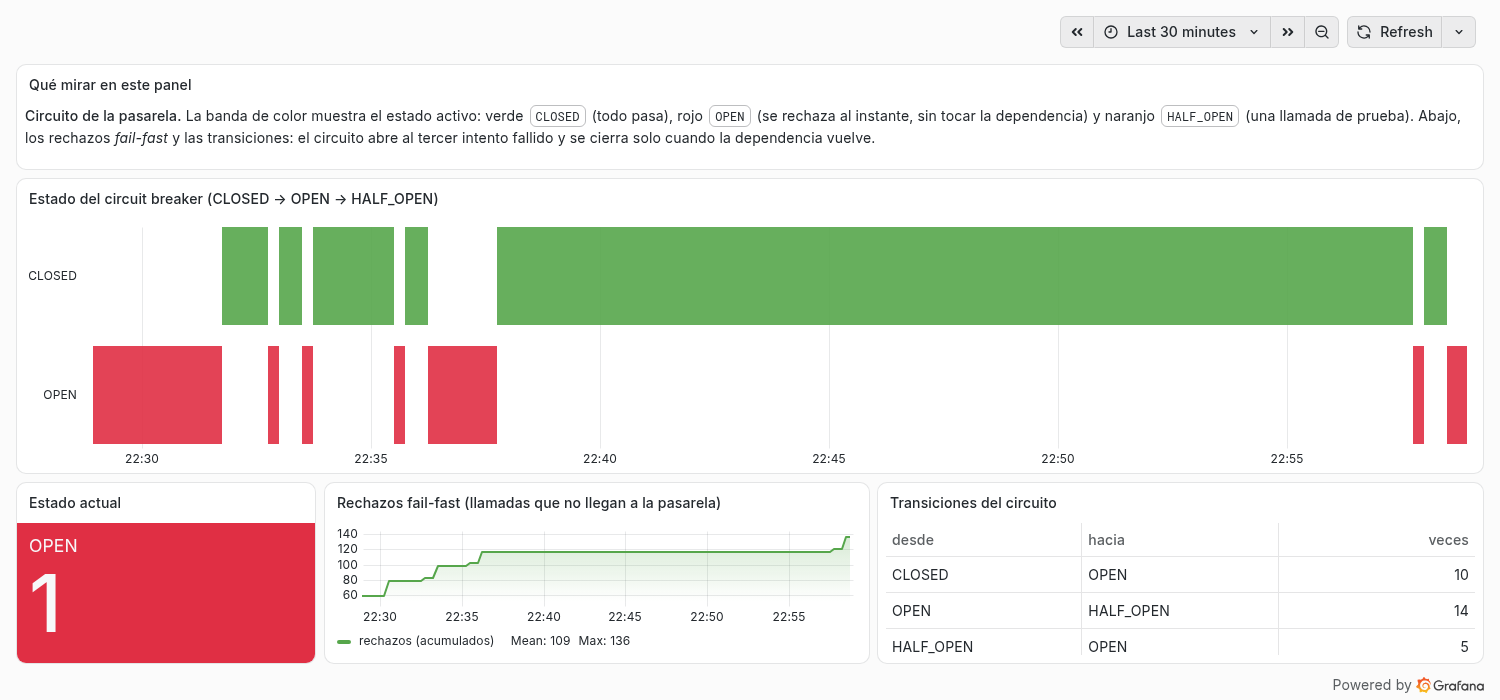 Last 30 minutes
Refresh
Qué mirar en este panel
Circuito de la pasarela. La banda de color muestra el estado activo: verde CLOSED (todo pasa), rojo OPEN (se rechaza al instante, sin tocar la dependencia) y naranjo HALF_OPEN (una llamada de prueba). Abajo,
los rechazos fail-fast y las transiciones: el circuito abre al tercer intento fallido y se cierra solo cuando la dependencia vuelve.
Estado del circuit breaker (CLOSED → OPEN → HALF_OPEN)
CLOSED
OPEN
22:30 22:35 22:40 22:45 22:50 22:55
Estado actual
OPEN
1
Rechazos fail-fast (llamadas que no llegan a la pasarela)
140
120
100
80
60
22:30 22:35 22:40 22:45 22:50 22:55
rechazos (acumulados) Mean: 109 Max: 136
Transiciones del circuito
desde hacia veces
CLOSED OPEN 10
OPEN HALF_OPEN 14
HALF_OPEN OPEN 5
Powered by Grafana